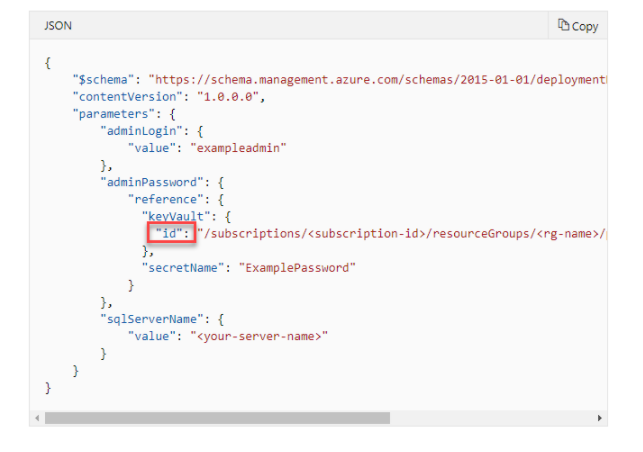 JSON
Copy
{
"$schema": "https://schema.management.azure.com/schemas/2015-01-01/deployment
"contentVersion": "1.0.0.0",
"parameters": {
"adminLogin": {
"value": "exampleadmin"
},
"adminPassword": {
"reference": {
"keyVault": {
"id": "/subscriptions/<subscription-id>/resourceGroups/<rg-name>/
},
"secretName": "ExamplePassword"
}
},
"sqlServerName": {
"value": "<your-server-name>"
}
}
}